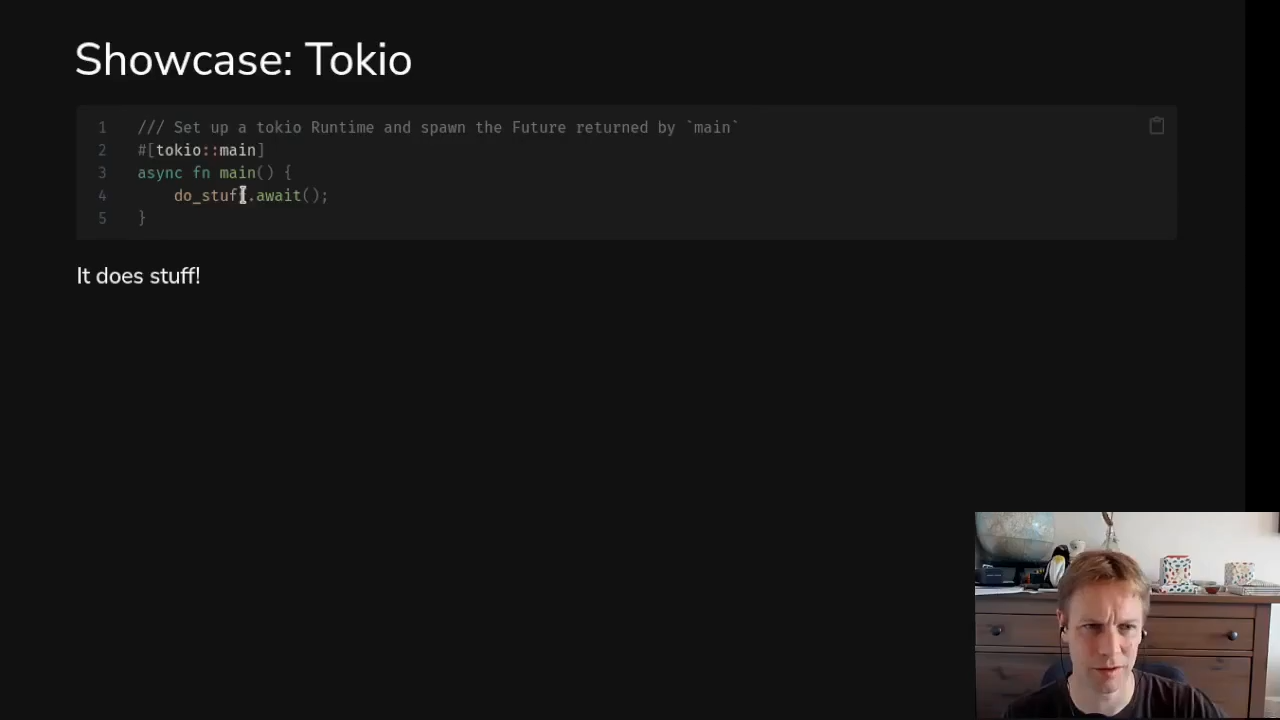 Showcase: Tokio
1 /// Set up a tokio Runtime and spawn the Future returned by `main`
2 #[tokio::main]
3 async fn main() {
4 do_stuff.await();
5 }
It does stuff!